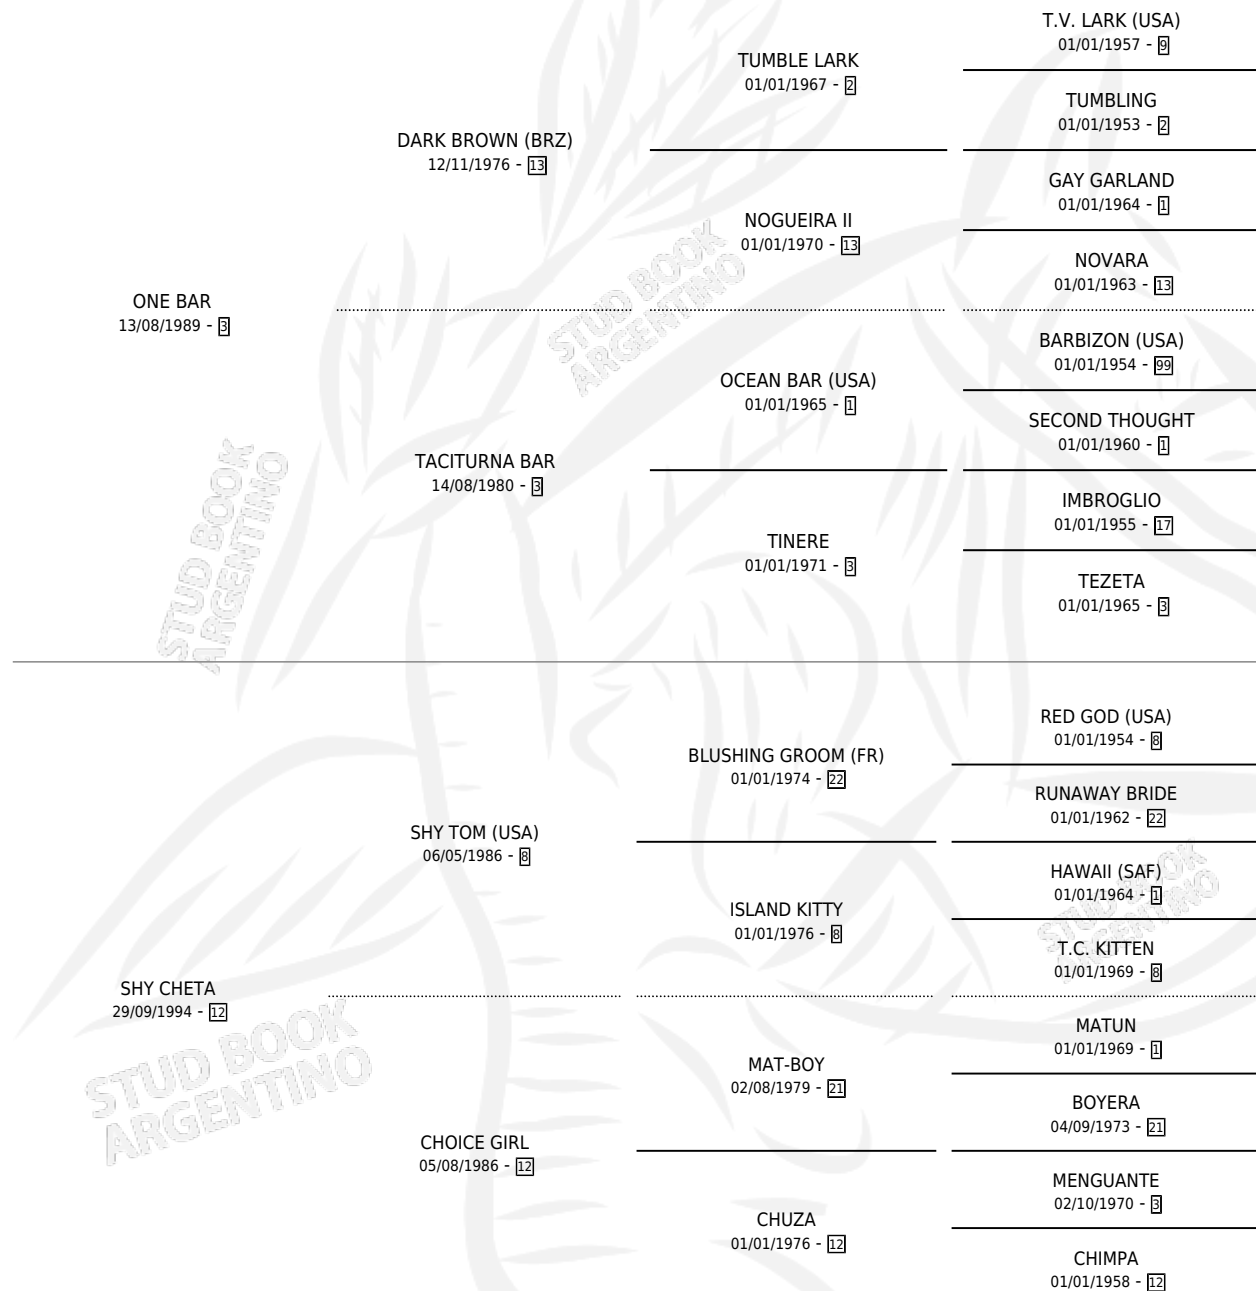 T.V. LARK (USA)
01/01/1957 - 9
TUMBLE LARK
01/01/1967 - 2
TUMBLING
01/01/1953 - 2
DARK BROWN (BRZ)
12/11/1976 - 13
GAY GARLAND
01/01/1964 - 1
NOGUEIRA II
01/01/1970 - 13
NOVARA
01/01/1963 - 13
ONE BAR
13/08/1989 - 3
BARBIZON (USA)
01/01/1954 - 99
OCEAN BAR (USA)
01/01/1965 - 1
SECOND THOUGHT
01/01/1960 - 1
TACITURNA BAR
14/08/1980 - 3
IMBROGLIO
01/01/1955 - 17
TINERE
01/01/1971 - 3
TEZETA
01/01/1965 - 3
RED GOD (USA)
01/01/1954 - 8
BLUSHING GROOM (FR)
01/01/1974 - 22
RUNAWAY BRIDE
01/01/1962 - 22
SHY TOM (USA)
06/05/1986 - 8
HAWAII (SAF)
01/01/1964 - 1
ISLAND KITTY
01/01/1976 - 8
T.C. KITTEN
01/01/1969 - 8
SHY CHETA
29/09/1994 - 12
MATUN
01/01/1969 - 1
MAT-BOY
02/08/1979 - 21
BOYERA
04/09/1973 - 21
CHOICE GIRL
05/08/1986 - 12
MENGUANTE
02/10/1970 - 3
CHUZA
01/01/1976 - 12
CHIMPA
01/01/1958 - 12
STUD BOOK
ARGENTINO
STUD BOOK
ARGENTINO
STUD BOOK
ARGENTINO
STUD BOOK
ARGENTINO